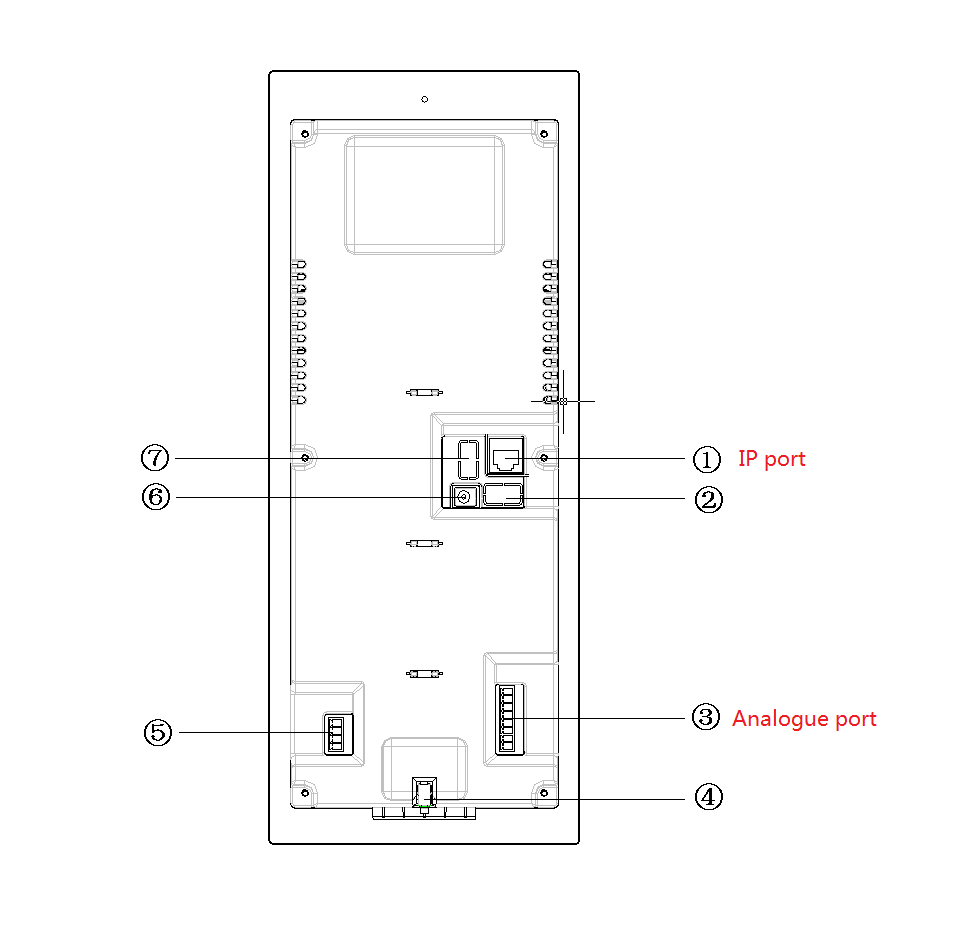 ⑦
① IP port
⑥
②
⑤
③ Analogue port
④